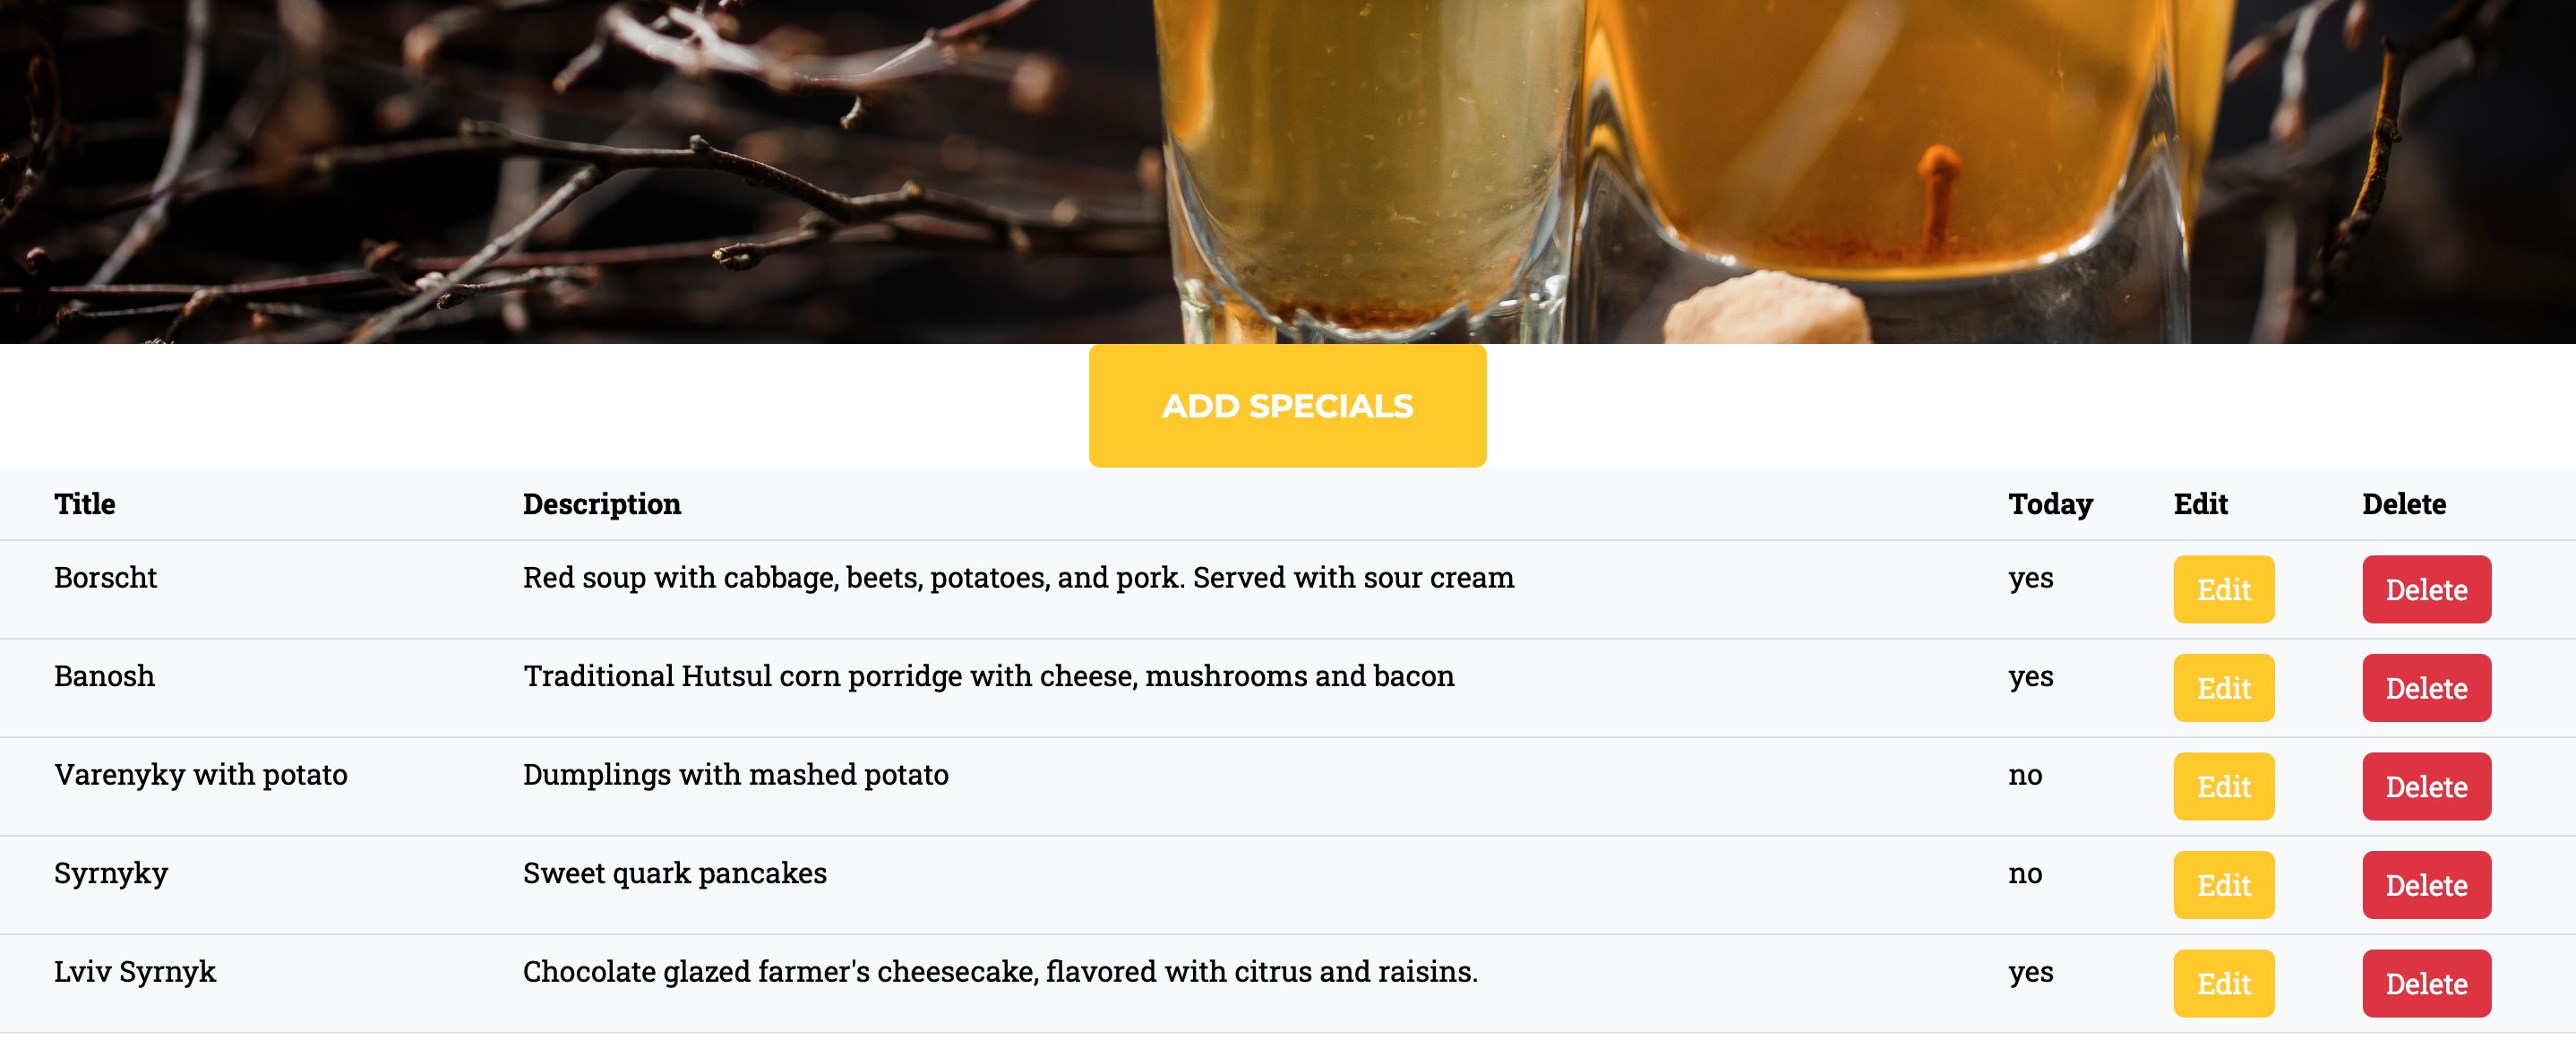 ADD SPECIALS
Title Description Today Edit Delete
Borscht Red soup with cabbage, beets, potatoes, and pork. Served with sour cream yes Edit Delete
Banosh Traditional Hutsul corn porridge with cheese, mushrooms and bacon yes Edit Delete
Varenyky with potato Dumplings with mashed potato no Edit Delete
Syrnyky Sweet quark pancakes no Edit Delete
Lviv Syrnyk Chocolate glazed farmer's cheesecake, flavored with citrus and raisins. yes Edit Delete